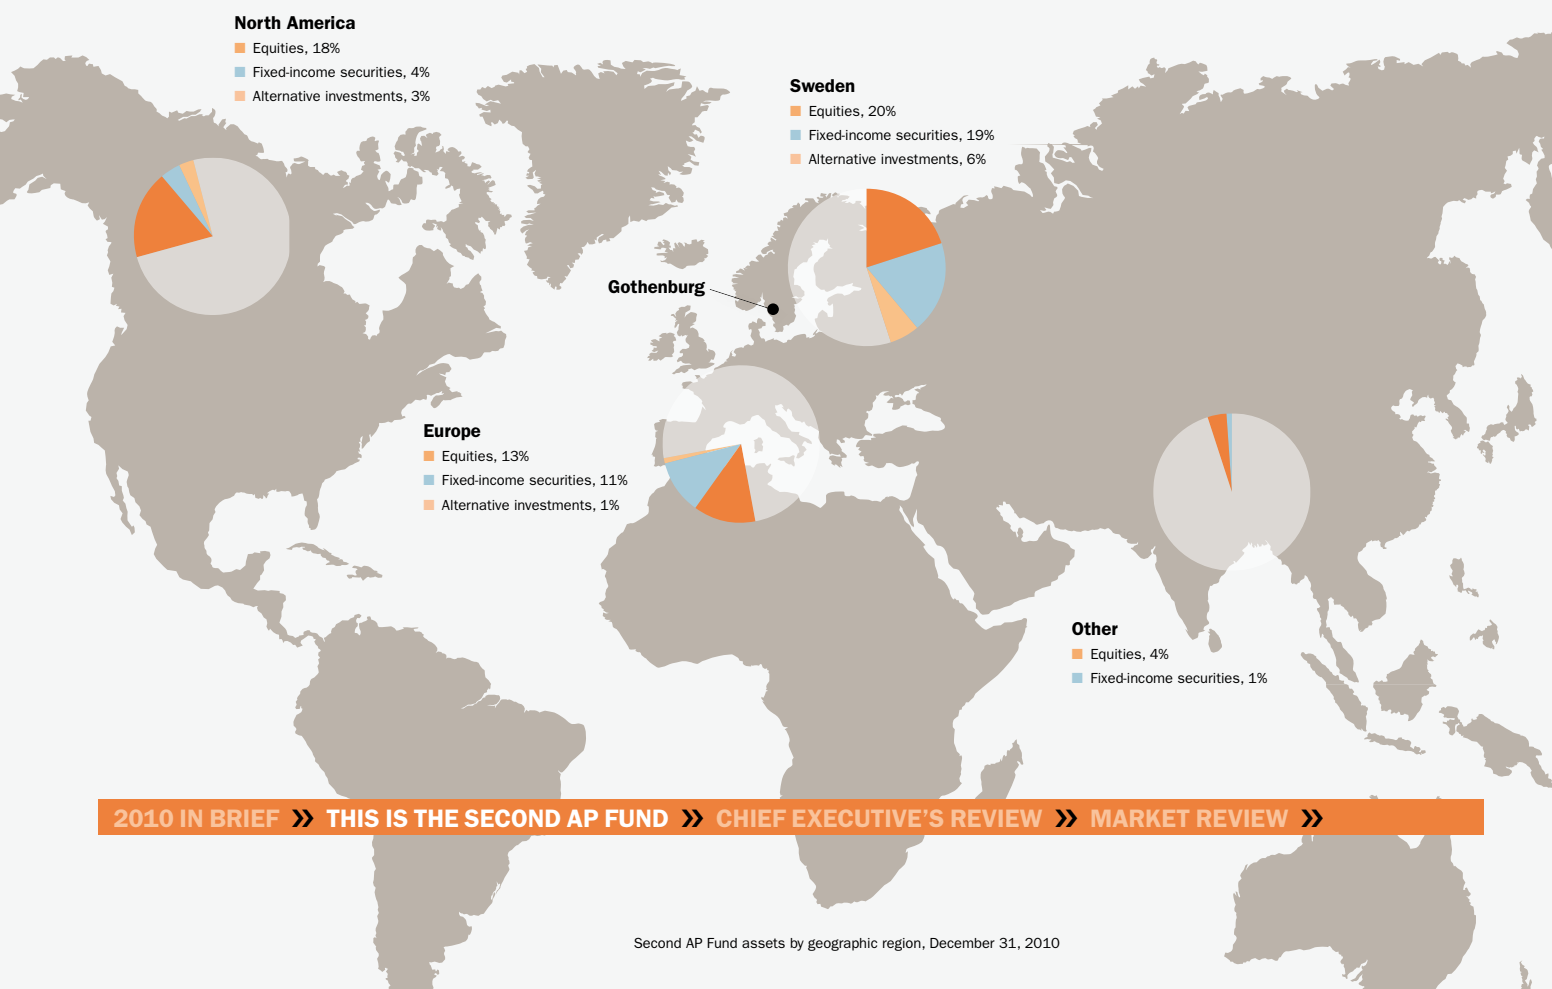 North America
Equities, 18%
Fixed-income securities, 4%
Alternative investments, 3%
Sweden
Equities, 20%
Fixed-income securities, 19%
Alternative investments, 6%
Gothenburg
Europe
Equities, 13%
Fixed-income securities, 11%
Alternative investments, 1%
Other
Equities, 4%
Fixed-income securities, 1%
2010 IN BRIEF » THIS IS THE SECOND AP FUND » CHIEF EXECUTIVE’S REVIEW » MARKET REVIEW »
Second AP Fund assets by geographic region, December 31, 2010